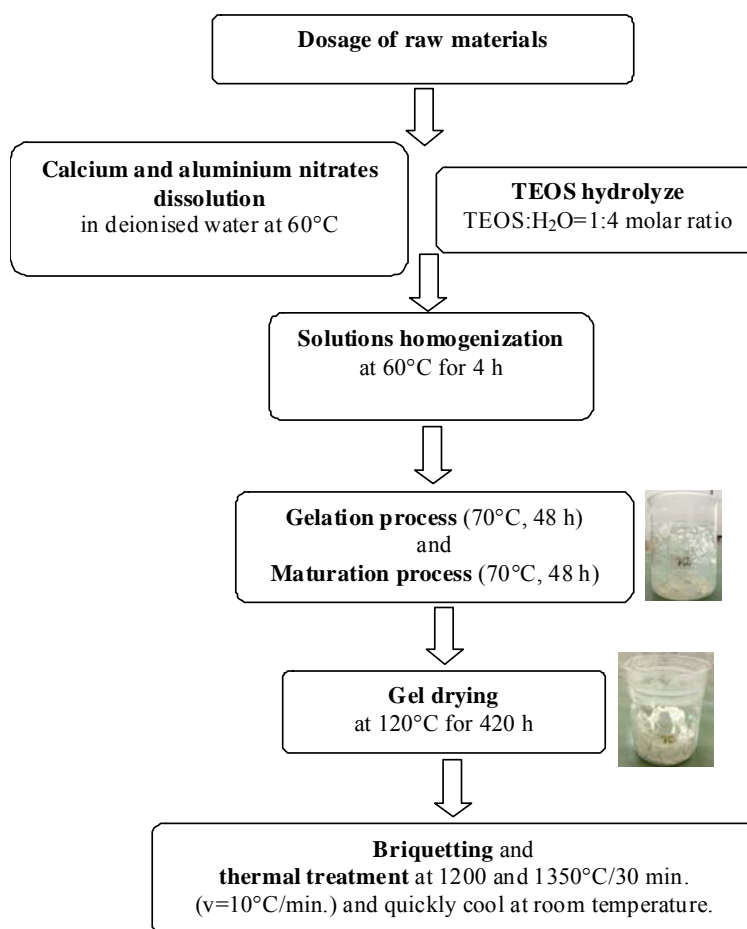 Dosage of raw materials
Calcium and aluminium nitrates
dissolution
in deionised water at 60°C
TEOS hydrolyze
TEOS:H₂O=1:4 molar ratio
Solutions homogenization
at 60°C for 4 h
Gelation process (70°C, 48 h)
and
Maturation process (70°C, 48 h)
Gel drying
at 120°C for 420 h
Briquetting and
thermal treatment at 1200 and 1350°C/30 min.
(v=10°C/min.) and quickly cool at room temperature.